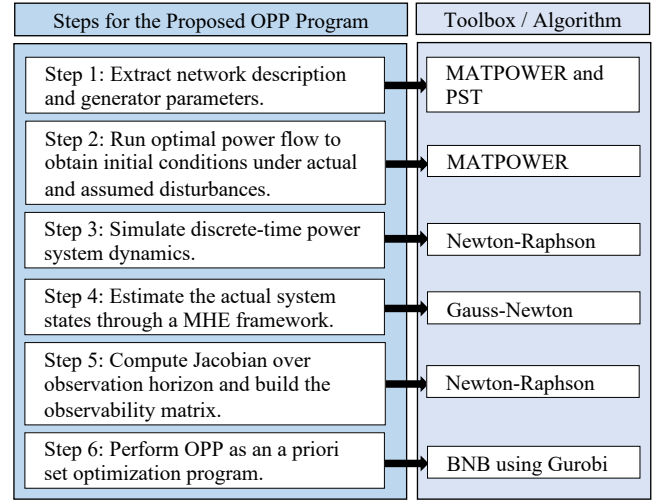 Steps for the Proposed OPP Program
Toolbox / Algorithm
Step 1: Extract network description
and generator parameters.
MATPOWER and
PST
Step 2: Run optimal power flow to
obtain initial conditions under actual
and assumed disturbances.
MATPOWER
Step 3: Simulate discrete-time power
system dynamics.
Newton-Raphson
Step 4: Estimate the actual system
states through a MHE framework.
Gauss-Newton
Step 5: Compute Jacobian over
observation horizon and build the
observability matrix.
Newton-Raphson
Step 6: Perform OPP as an a priori
set optimization program.
BNB using Gurobi